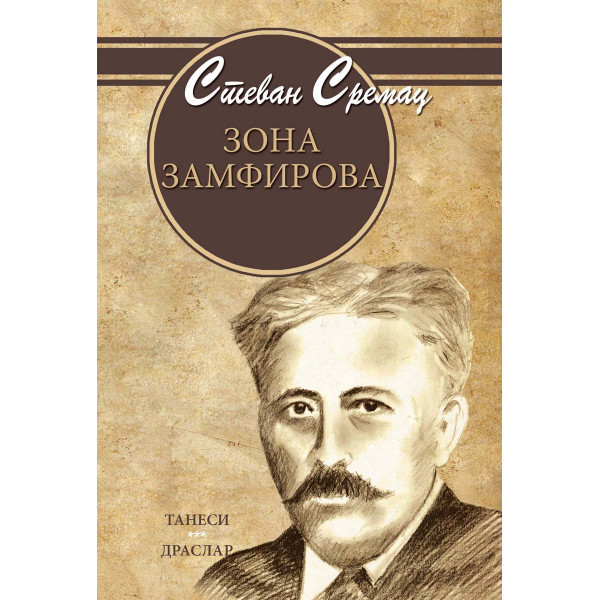 Стеван Сремац
ЗОНА
ЗАМФИРОВА
ТАНЕСИ
***
ДРАСЛАР